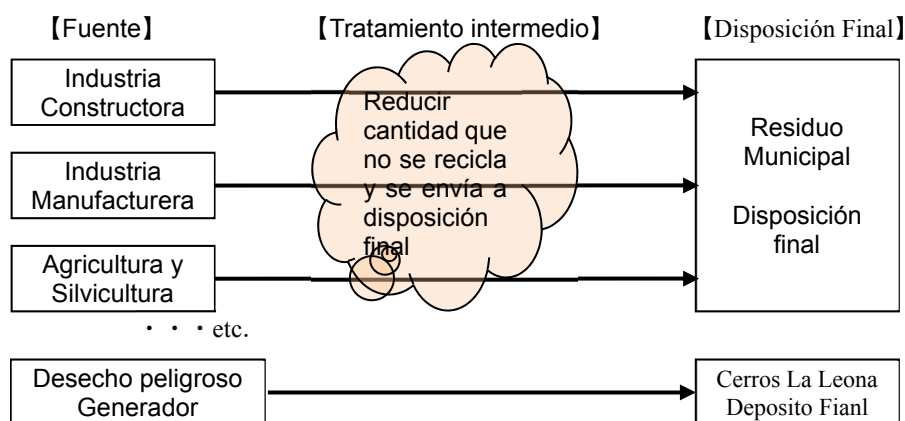 【Fuente】
【Tratamiento intermedio】
【Disposición Final】
Industria
Constructora
Industria
Manufacturera
Agricultura y
Silvicultura
・・・etc.
Desecho peligroso
Generador
Reducir
cantidad que
no se recicla
y se envía a
disposición
final
Residuo
Municipal
Disposición
final
Cerros La Leona
Deposito Fianl